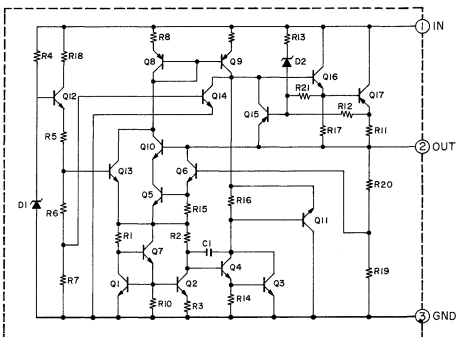 R4
R18
R8
R13
1 IN
Q8
Q9
D2
Q16
Q12
Q14
R21
Q17
R12
Q15
R5
R17
R11
Q10
2 OUT
Q13
Q6
D1
Q5
R20
R6
R15
R16
Q11
R1
Q7
R2
C1
R7
Q4
R19
Q1
Q2
Q3
R10
R3
R14
3 GND